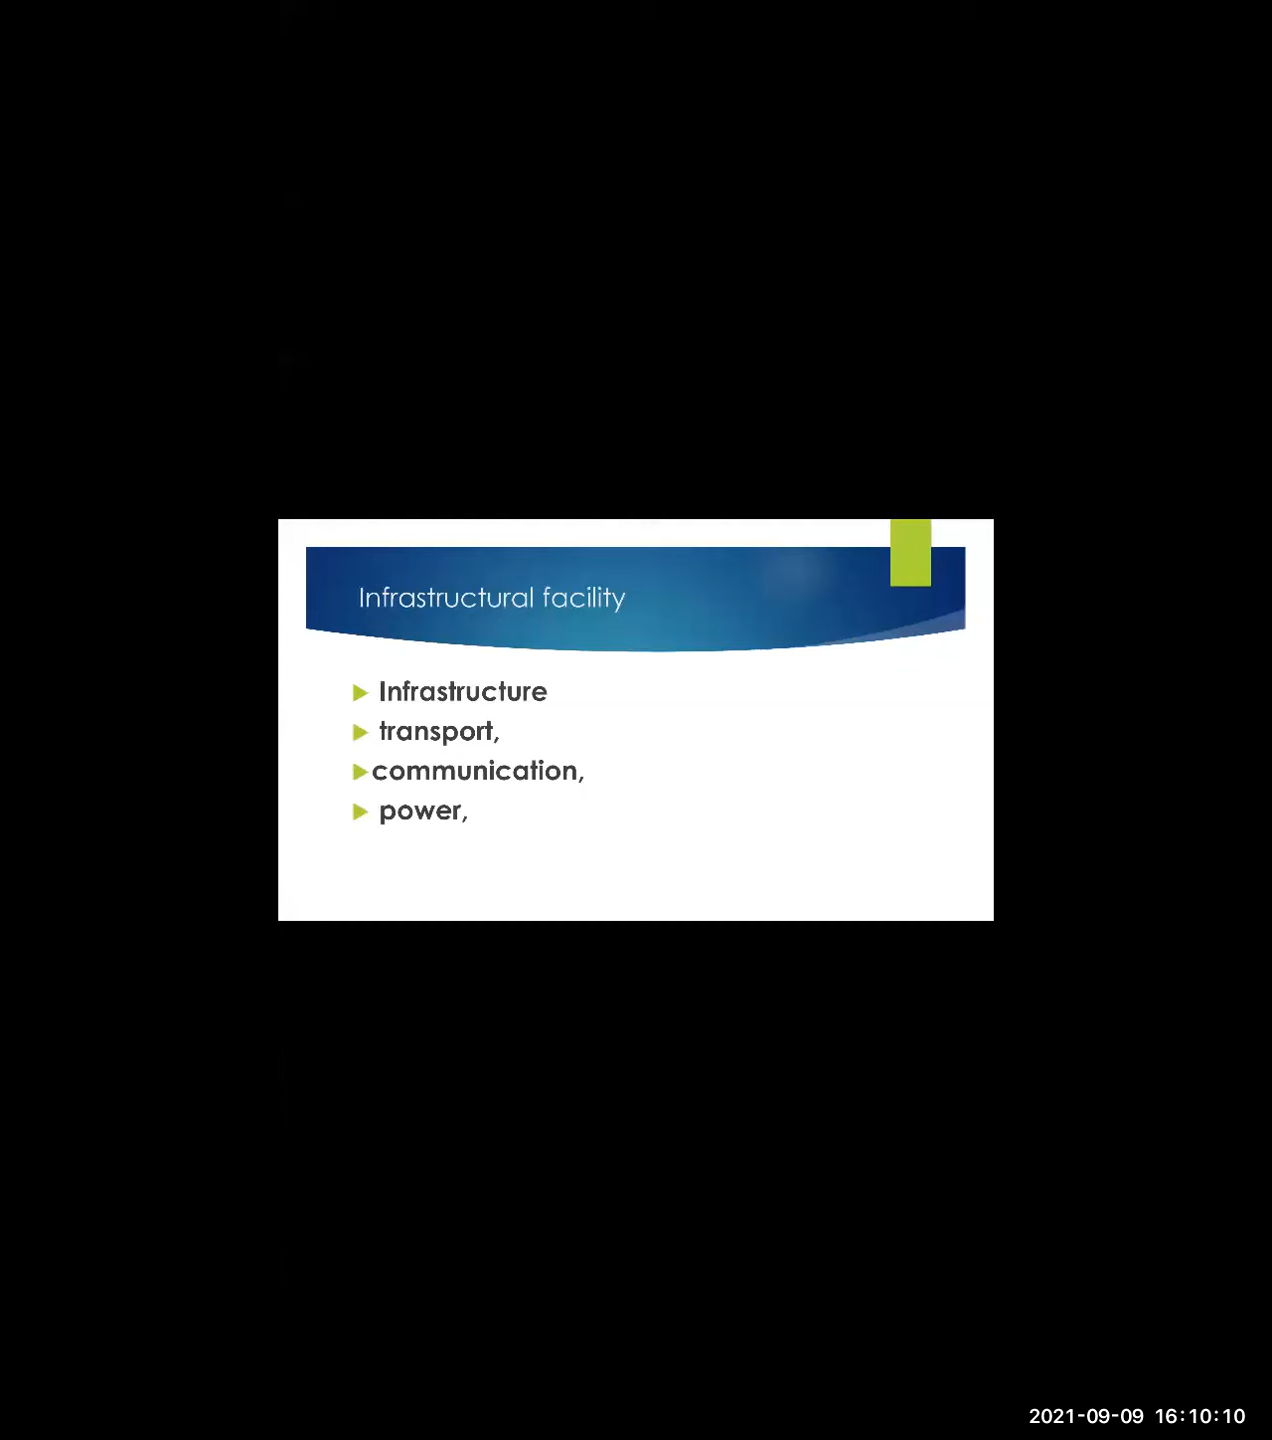 Infrastructural facility
Infrastructure
transport,
communication,
power,
2021-09-09 16:10:10